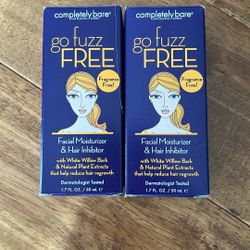 completely bare®
go fuzz
FREE
Fragrance
Free!
Facial Moisturizer
& Hair Inhibitor
with White Willow Bark
& Natural Plant Extracts
that help reduce hair regrowth
Dermatologist Tested
1.7 FL. OZ. / 50 mL
completely bare®
go fuzz
FREE
Fragrance
Free!
Facial Moisturizer
& Hair Inhibitor
with White Willow Bark
& Natural Plant Extracts
that help reduce hair regrowth
Dermatologist Tested
1.7 FL. OZ. / 50 mL